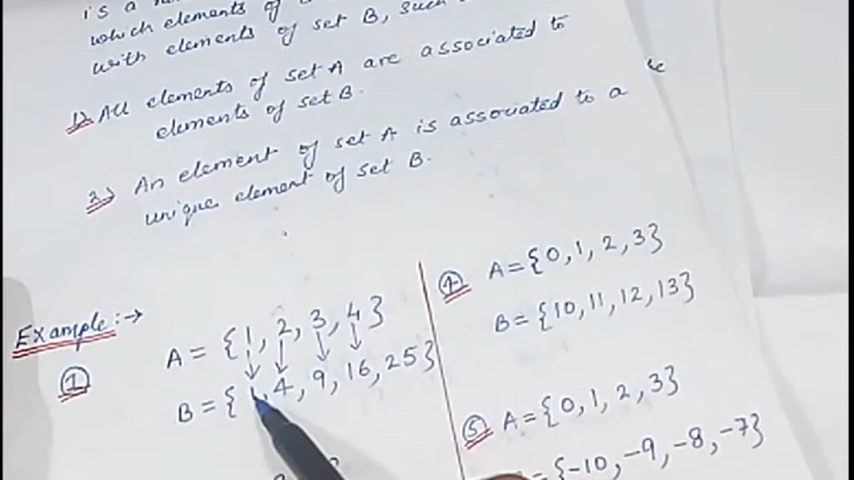 is a
which elements of
with elements of set B, such
1) All elements of set A are associated to
elements of set B.
2) An element of set A is associated to a
unique element of set B.
Example:→
①
A = {1, 2, 3, 4}
B = {1, 4, 9, 16, 25}
④ A = {0, 1, 2, 3}
B = {10, 11, 12, 13}
⑤ A = {0, 1, 2, 3}
= {-10, -9, -8, -7}